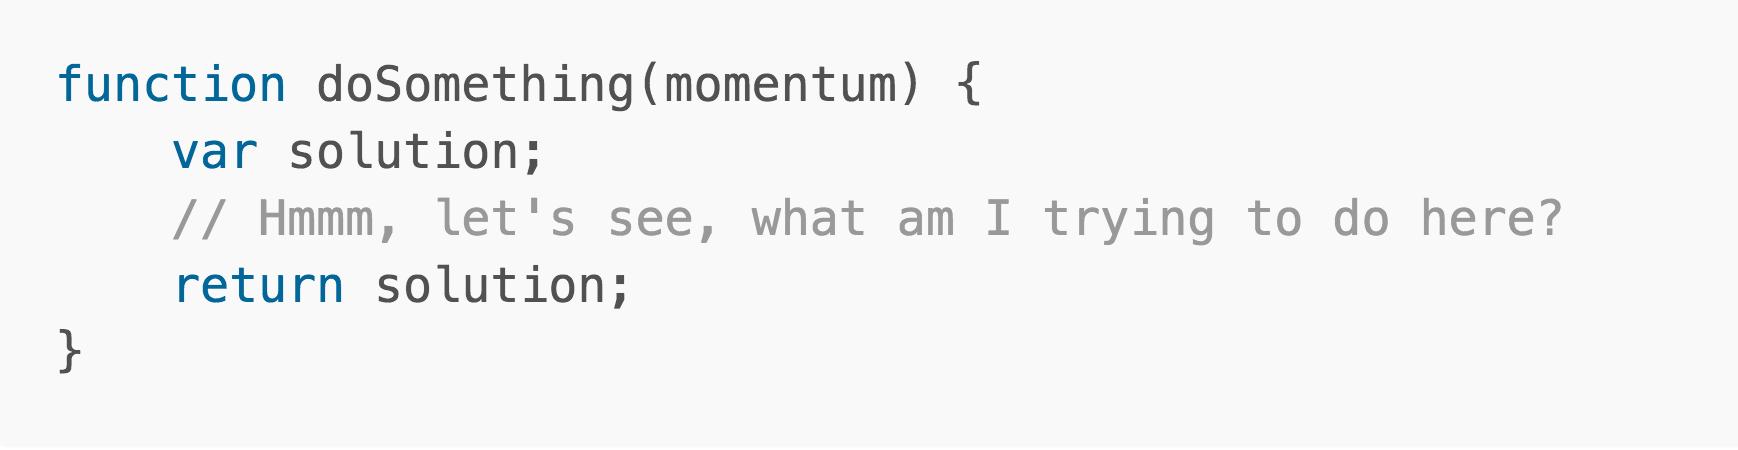 function doSomething(momentum) {
    var solution;
    // Hmmm, let's see, what am I trying to do here?
    return solution;
}